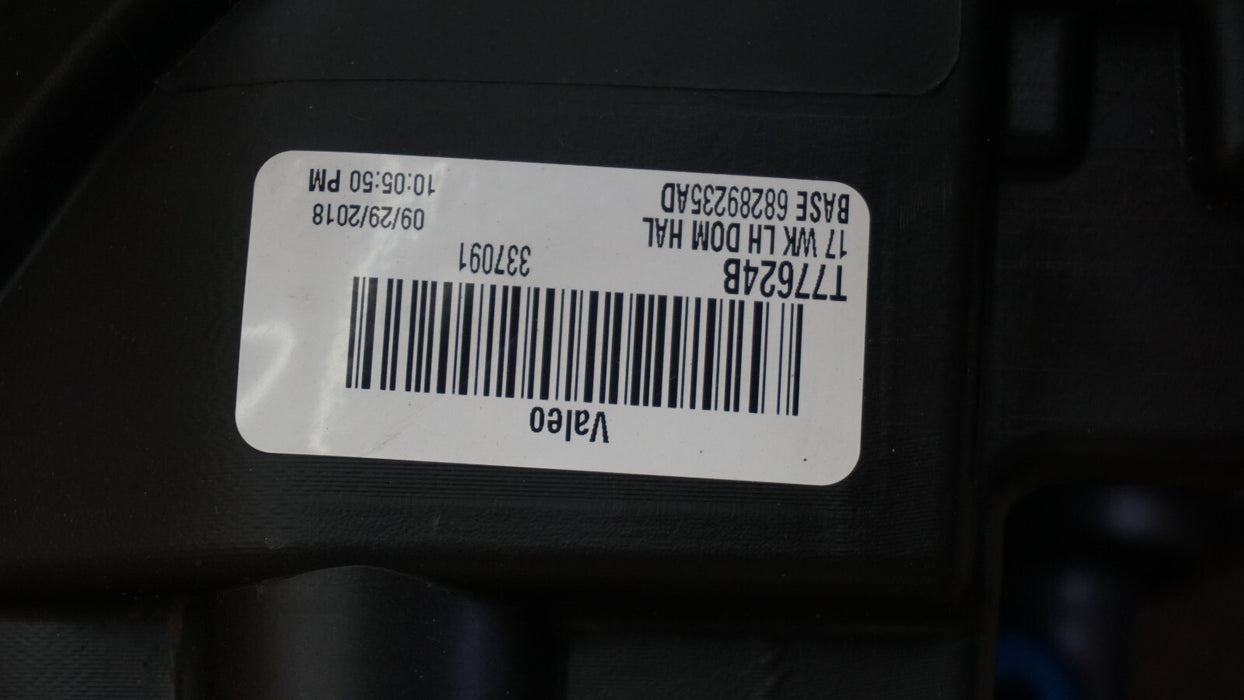 Valeo
337091
T77624B
17 WK LH DOM HAL 09/29/2018
BASE 68289235AD 10:05:50 PM